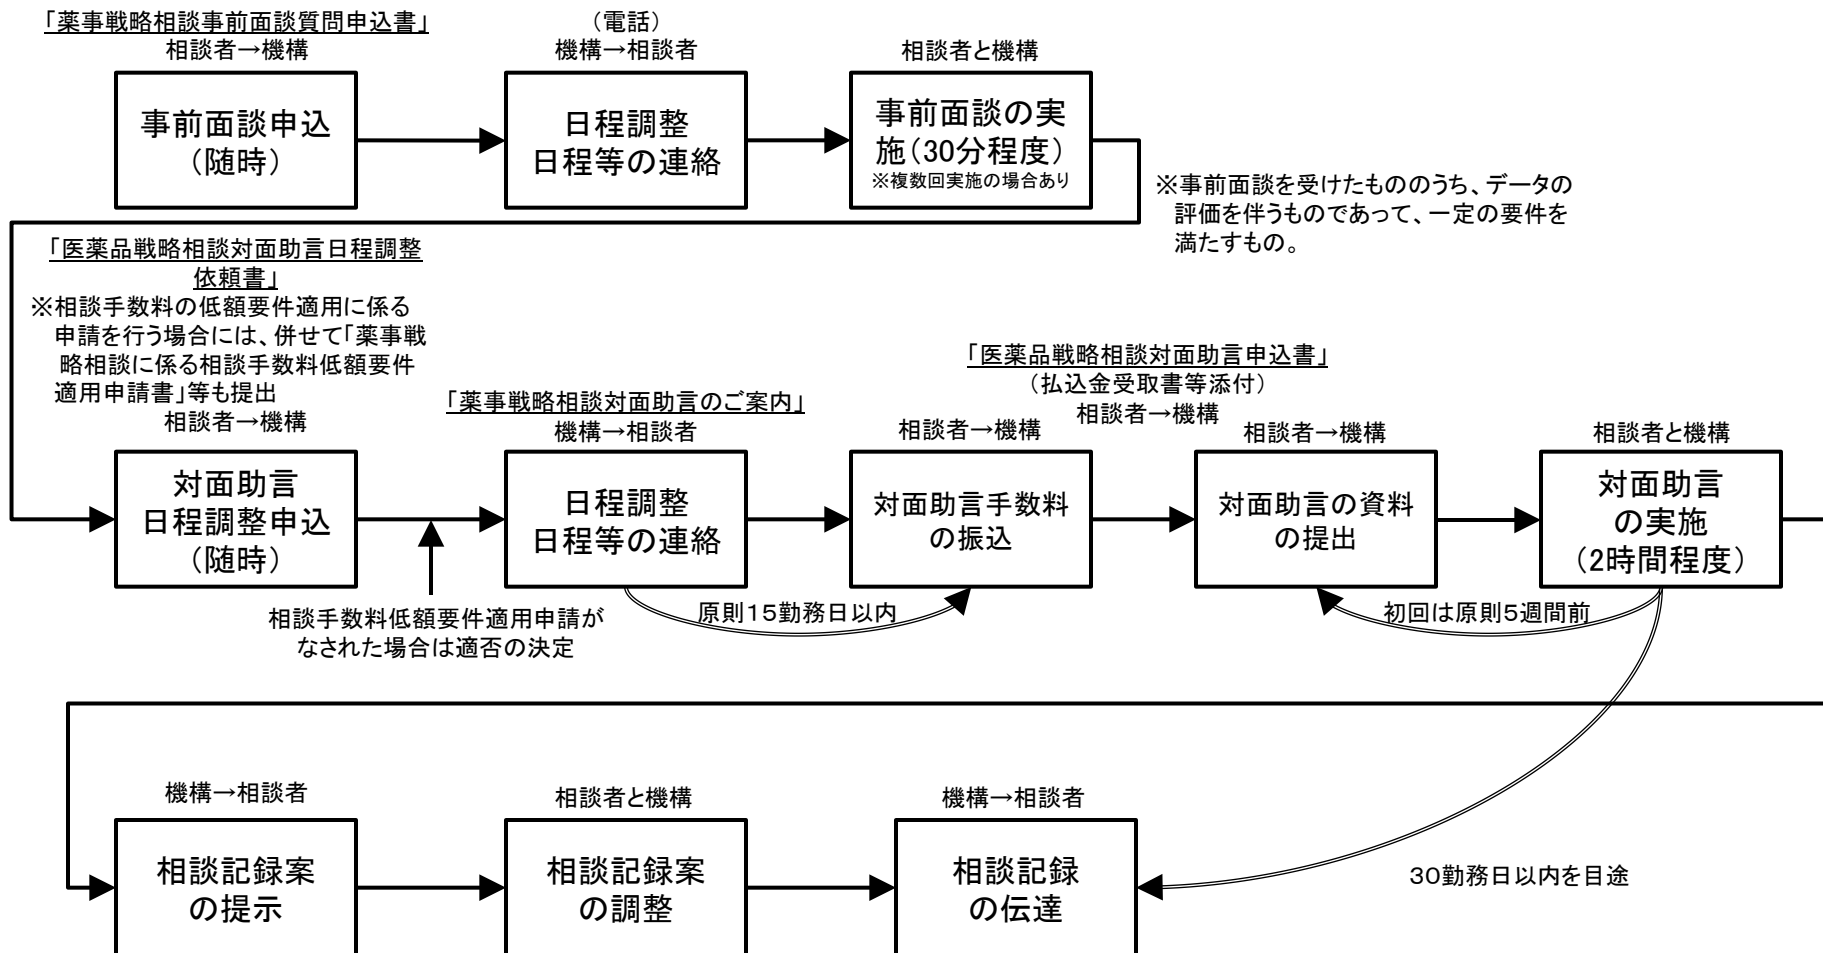 「薬事戦略相談事前面談質問申込書」
相談者→機構
事前面談申込
（随時）
（電話）
機構→相談者
日程調整
日程等の連絡
相談者と機構
事前面談の実
施（30分程度）
※複数回実施の場合あり
※事前面談を受けたもののうち、データの
評価を伴うものであって、一定の要件を
満たすもの。
「医薬品戦略相談対面助言日程調整
依頼書」
※相談手数料の低額要件適用に係る
申請を行う場合には、併せて「薬事戦
略相談に係る相談手数料低額要件
適用申請書」等も提出
相談者→機構
対面助言
日程調整申込
（随時）
相談手数料低額要件適用申請が
なされた場合は適否の決定
「薬事戦略相談対面助言のご案内」
機構→相談者
日程調整
日程等の連絡
原則15勤務日以内
相談者→機構
対面助言手数料
の振込
「医薬品戦略相談対面助言申込書」
（払込金受取書等添付）
相談者→機構
相談者→機構
対面助言の資料
の提出
初回は原則5週間前
相談者と機構
対面助言
の実施
（2時間程度）
機構→相談者
相談記録案
の提示
相談者と機構
相談記録案
の調整
機構→相談者
相談記録
の伝達
30勤務日以内を目途